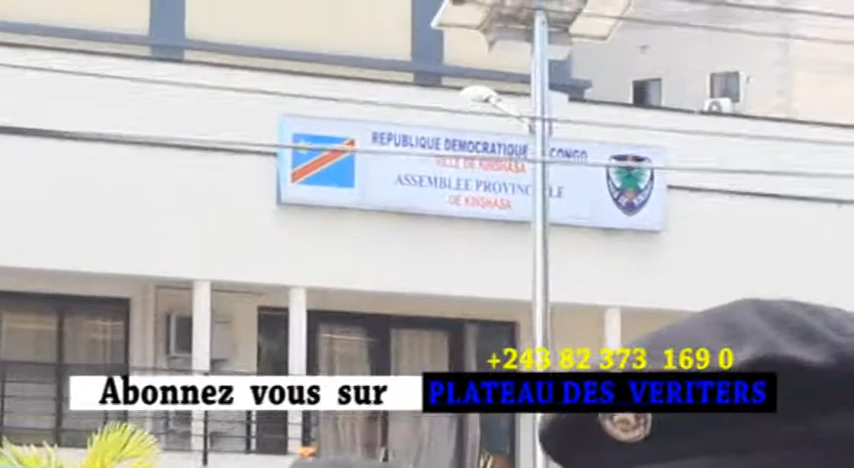 REPUBLIQUE DEMOCRATIQUE CONGO
VILLE DE KINSHASA
ASSEMBLEE PROVINCIALE
DE KINSHASA
+243 82 373 169 0
Abonnez vous sur PLATEAU DES VERITERS